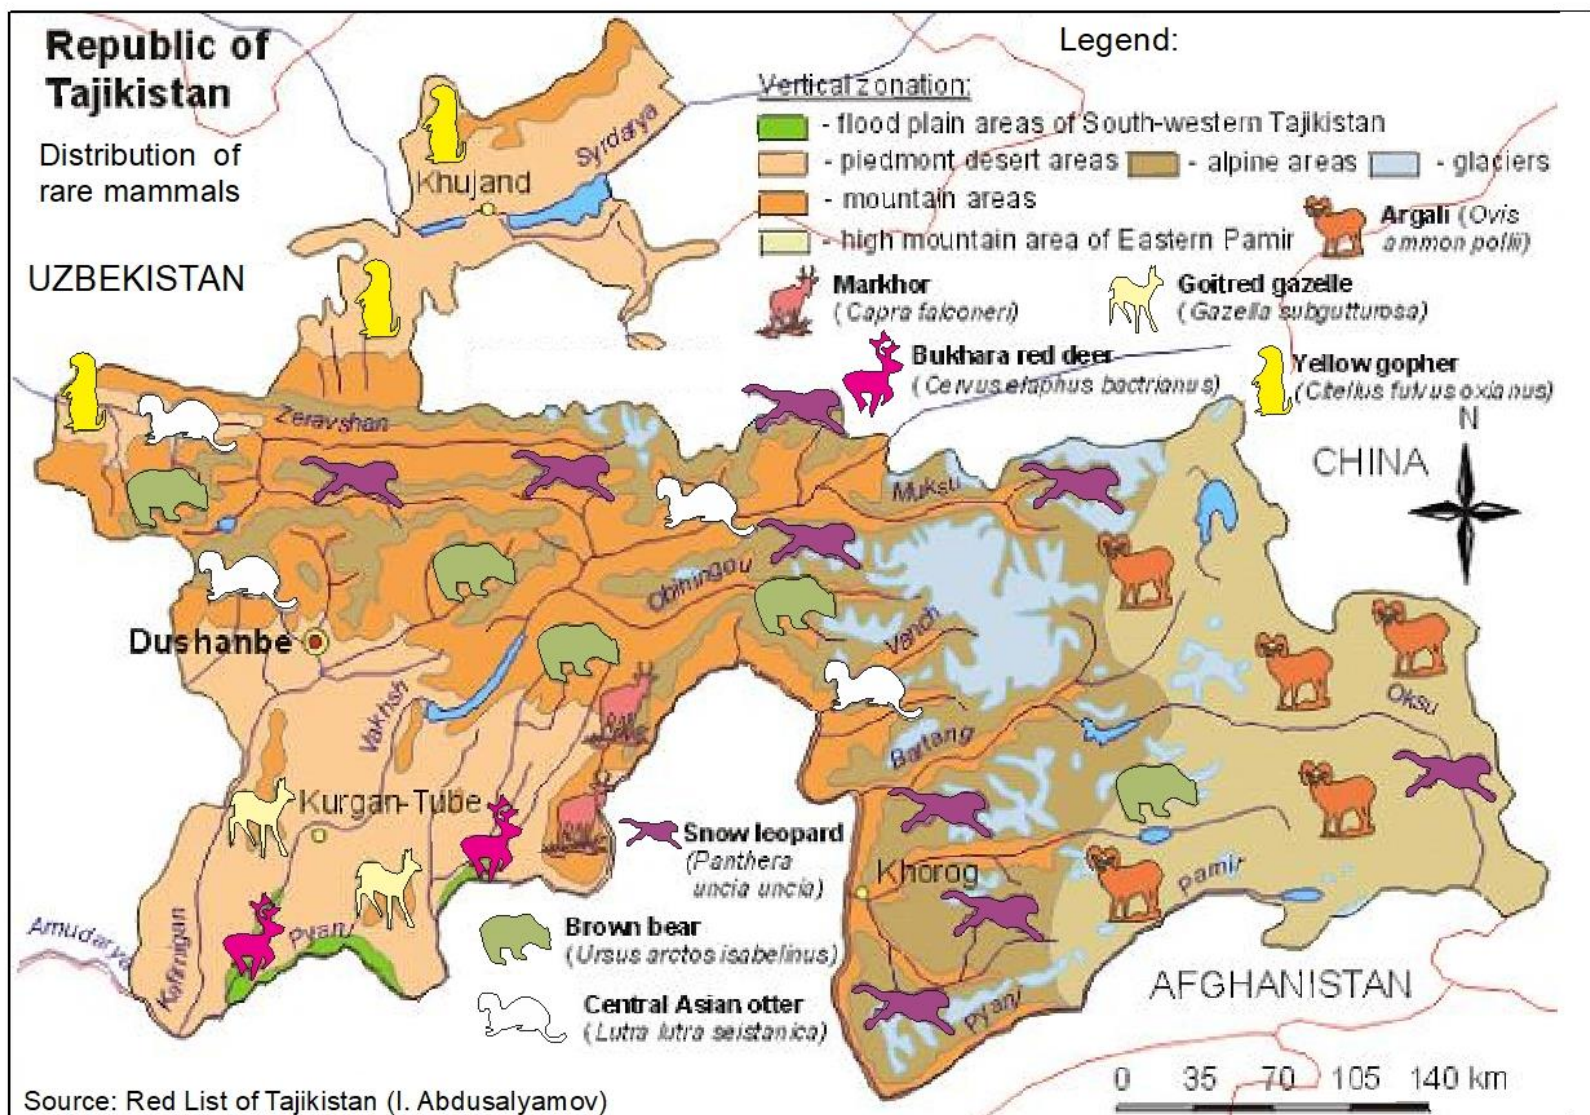 Republic of
Tajikistan
Distribution of
rare mammals
Legend:
Vertical zonation:
- flood plain areas of South-western Tajikistan
- piedmont desert areas - alpine areas - glaciers
- mountain areas
- high mountain area of Eastern Pamir
Argali (Ovis
ammon pollii)
Markhor
(Capra falconeri)
Goitred gazelle
(Gazella subgutturosa)
Bukhara red deer
(Cervus elaphus bactrianus)
Yellow gopher
(Citellus fulvus oxianus)
N
Syrdarya
Khujand
UZBEKISTAN
CHINA
Zeravshan
Muksu
Obihingou
Vanch
Dushanbe
Vakhsh
Bartang
Oksu
Kurgan-Tube
Snow leopard
(Panthera
uncia uncia)
Khorog
Pamir
Brown bear
(Ursus arctos isabelinus)
Central Asian otter
(Lutra lutra seistanica)
Amudarya
Kafirnigan
Pyanj
Pyanj
AFGHANISTAN
0 35 70 105 140 km
Source: Red List of Tajikistan (I. Abdusalyamov)